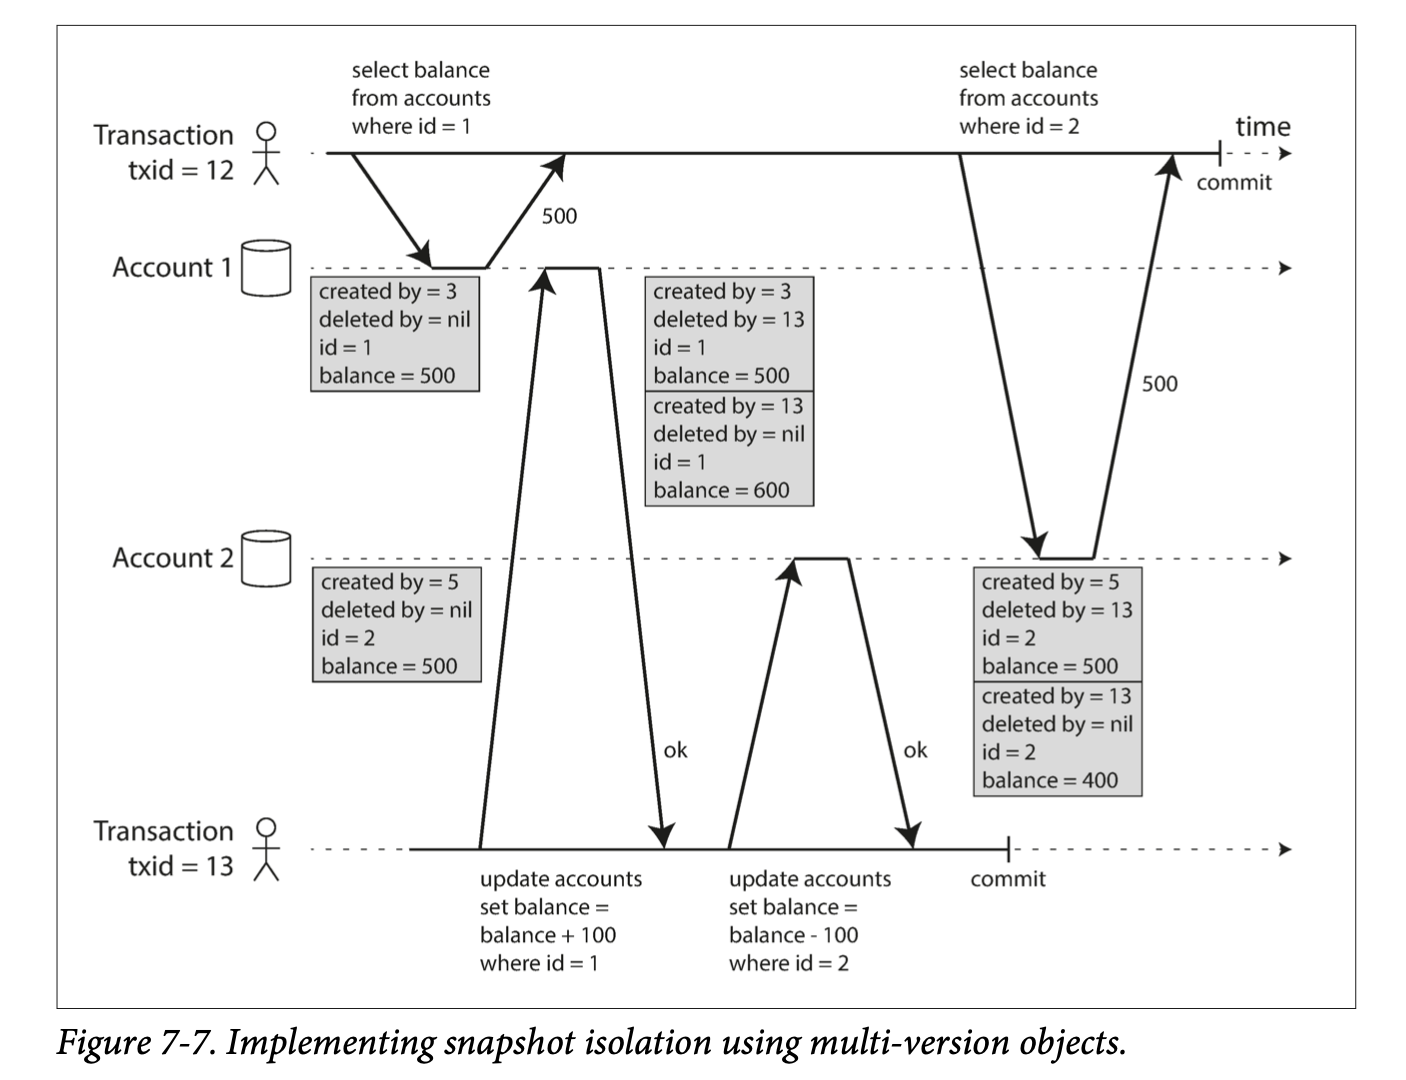 select balance
from accounts
where id = 1
select balance
from accounts
where id = 2
time
Transaction
txid = 12
commit
500
Account 1
created by = 3
deleted by = nil
id = 1
balance = 500
created by = 3
deleted by = 13
id = 1
balance = 500
created by = 13
deleted by = nil
id = 1
balance = 600
500
Account 2
created by = 5
deleted by = nil
id = 2
balance = 500
created by = 5
deleted by = 13
id = 2
balance = 500
created by = 13
deleted by = nil
id = 2
balance = 400
ok
ok
Transaction
txid = 13
update accounts
set balance =
balance + 100
where id = 1
update accounts
set balance =
balance - 100
where id = 2
commit
Figure 7-7. Implementing snapshot isolation using multi-version objects.